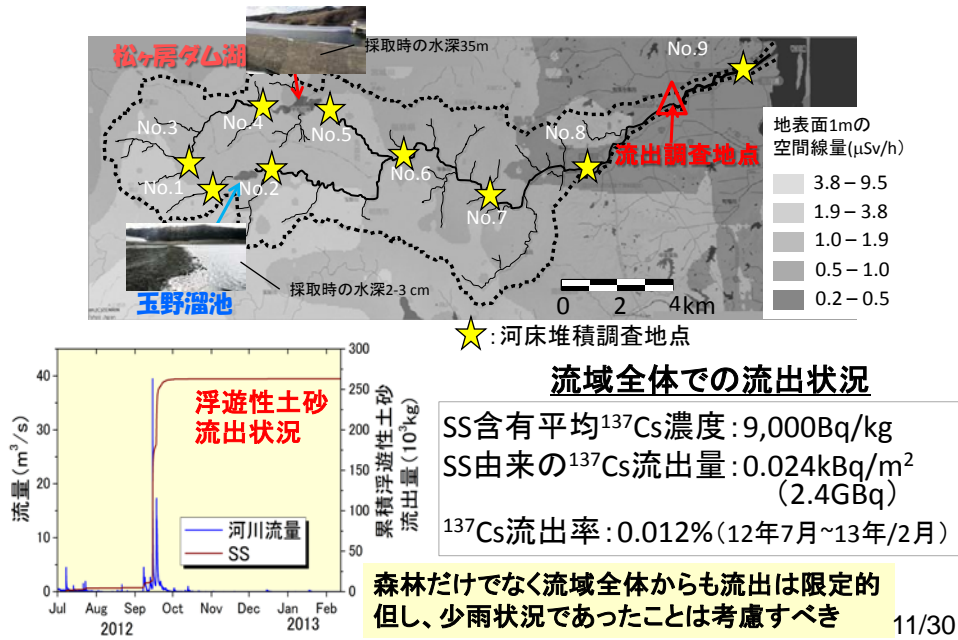 採取時の水深35m
松ヶ房ダム湖
No.9
No.3
No.4
No.5
No.8
流出調査地点
No.1
No.2
No.6
No.7
地表面1mの
空間線量(μSv/h)
3.8 – 9.5
1.9 – 3.8
1.0 – 1.9
0.5 – 1.0
0.2 – 0.5
採取時の水深2-3 cm
玉野溜池
0 2 4km
:河床堆積調査地点
流量(m³/s)
40
30
20
10
0
浮遊性土砂
流出状況
河川流量
SS
300
250
200
150
100
50
0
累積浮遊性土砂
流出量(10³kg)
Jul Aug Sep Oct Nov Dec Jan Feb
2012 2013
流域全体での流出状況
SS含有平均¹³⁷Cs濃度:9,000Bq/kg
SS由来の¹³⁷Cs流出量:0.024kBq/m²
(2.4GBq)
¹³⁷Cs流出率:0.012%(12年7月~13年/2月)
森林だけでなく流域全体からも流出は限定的
但し、少雨状況であったことは考慮すべき
11/30